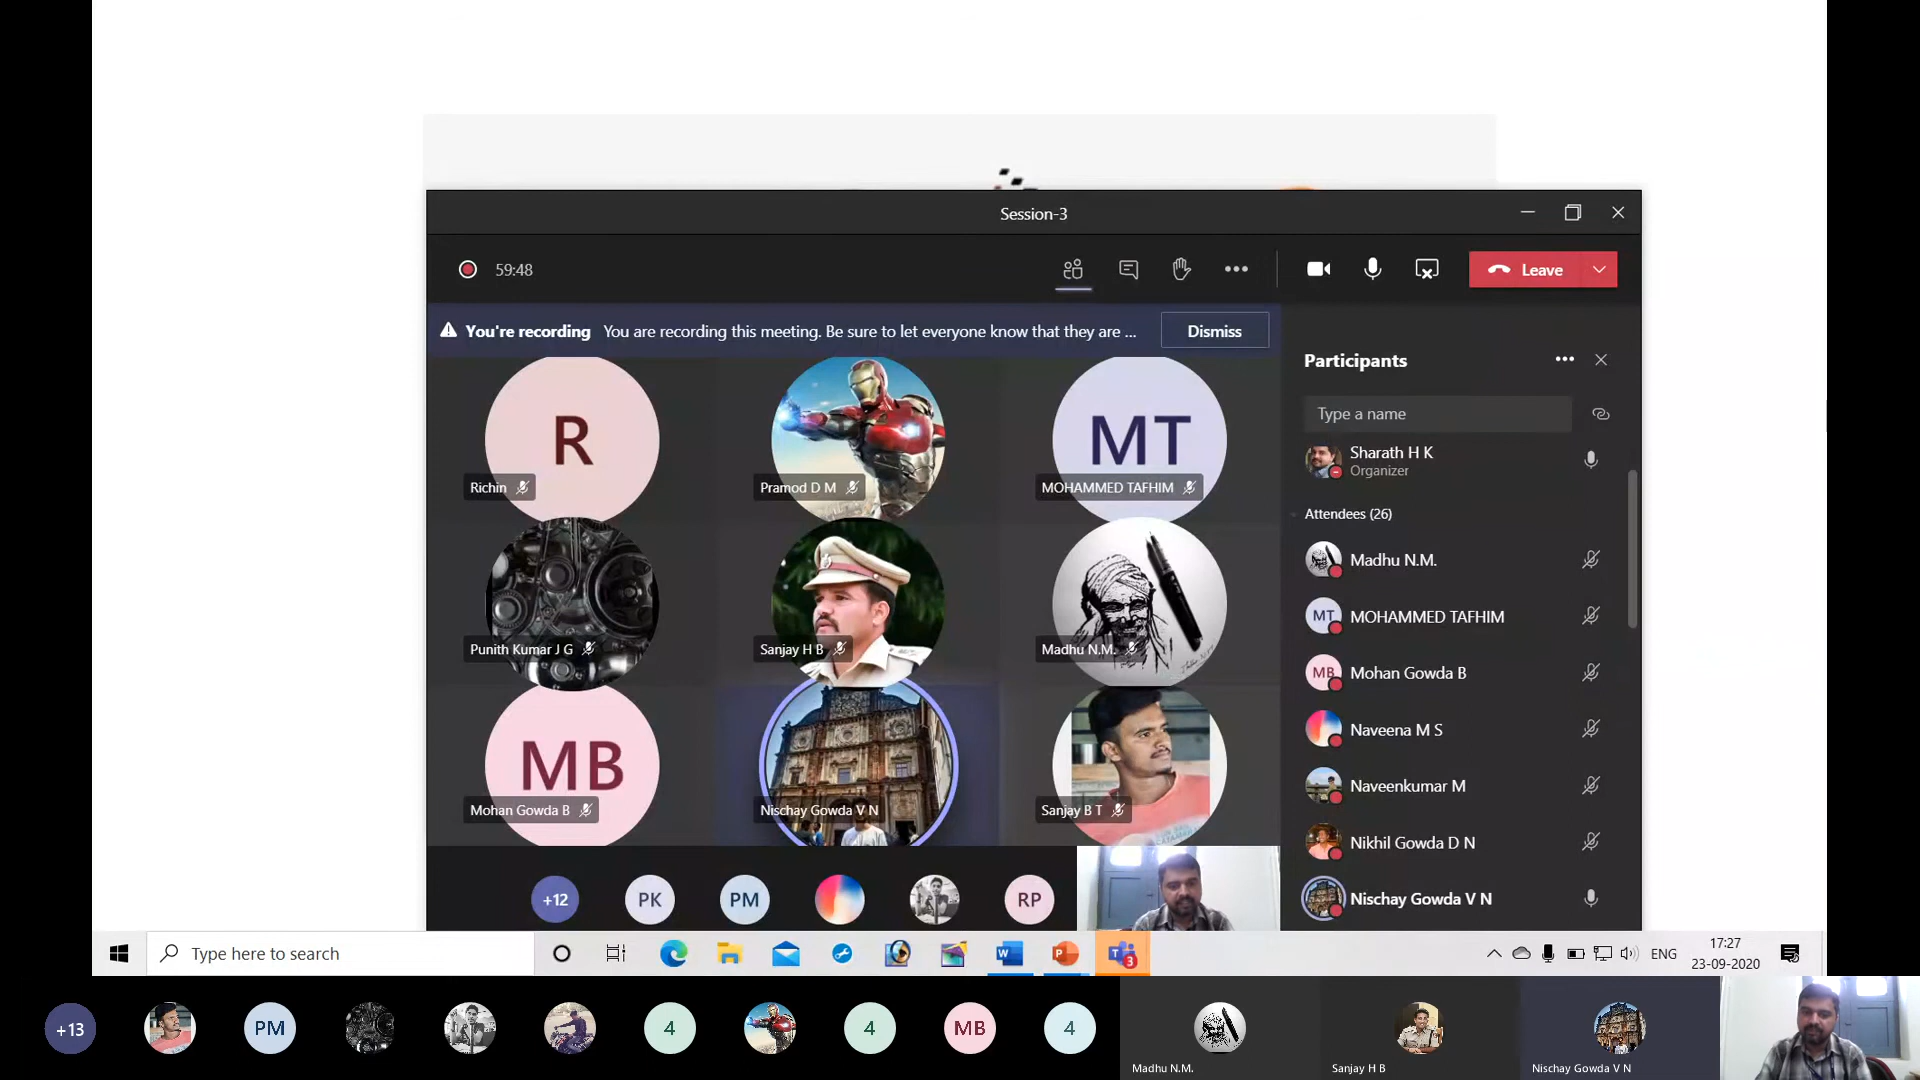 Session-3
59:48
Leave
You're recording You are recording this meeting. Be sure to let everyone know that they are ...
Dismiss
Participants
Type a name
Sharath H K
Organizer
Attendees (26)
Madhu N.M.
MT MOHAMMED TAFHIM
MB Mohan Gowda B
Naveena M S
Naveenkumar M
Nikhil Gowda D N
Nischay Gowda V N
R
Richin
Pramod D M
MT
MOHAMMED TAFHIM
Punith Kumar J G
Sanjay H B
Madhu N.M.
MB
Mohan Gowda B
Nischay Gowda V N
Sanjay B T
+12 PK PM RP
Type here to search
W
P
T
3
ENG
17:27
23-09-2020
+13 PM 4 4 MB 4
Madhu N.M.
Sanjay H B
Nischay Gowda V N